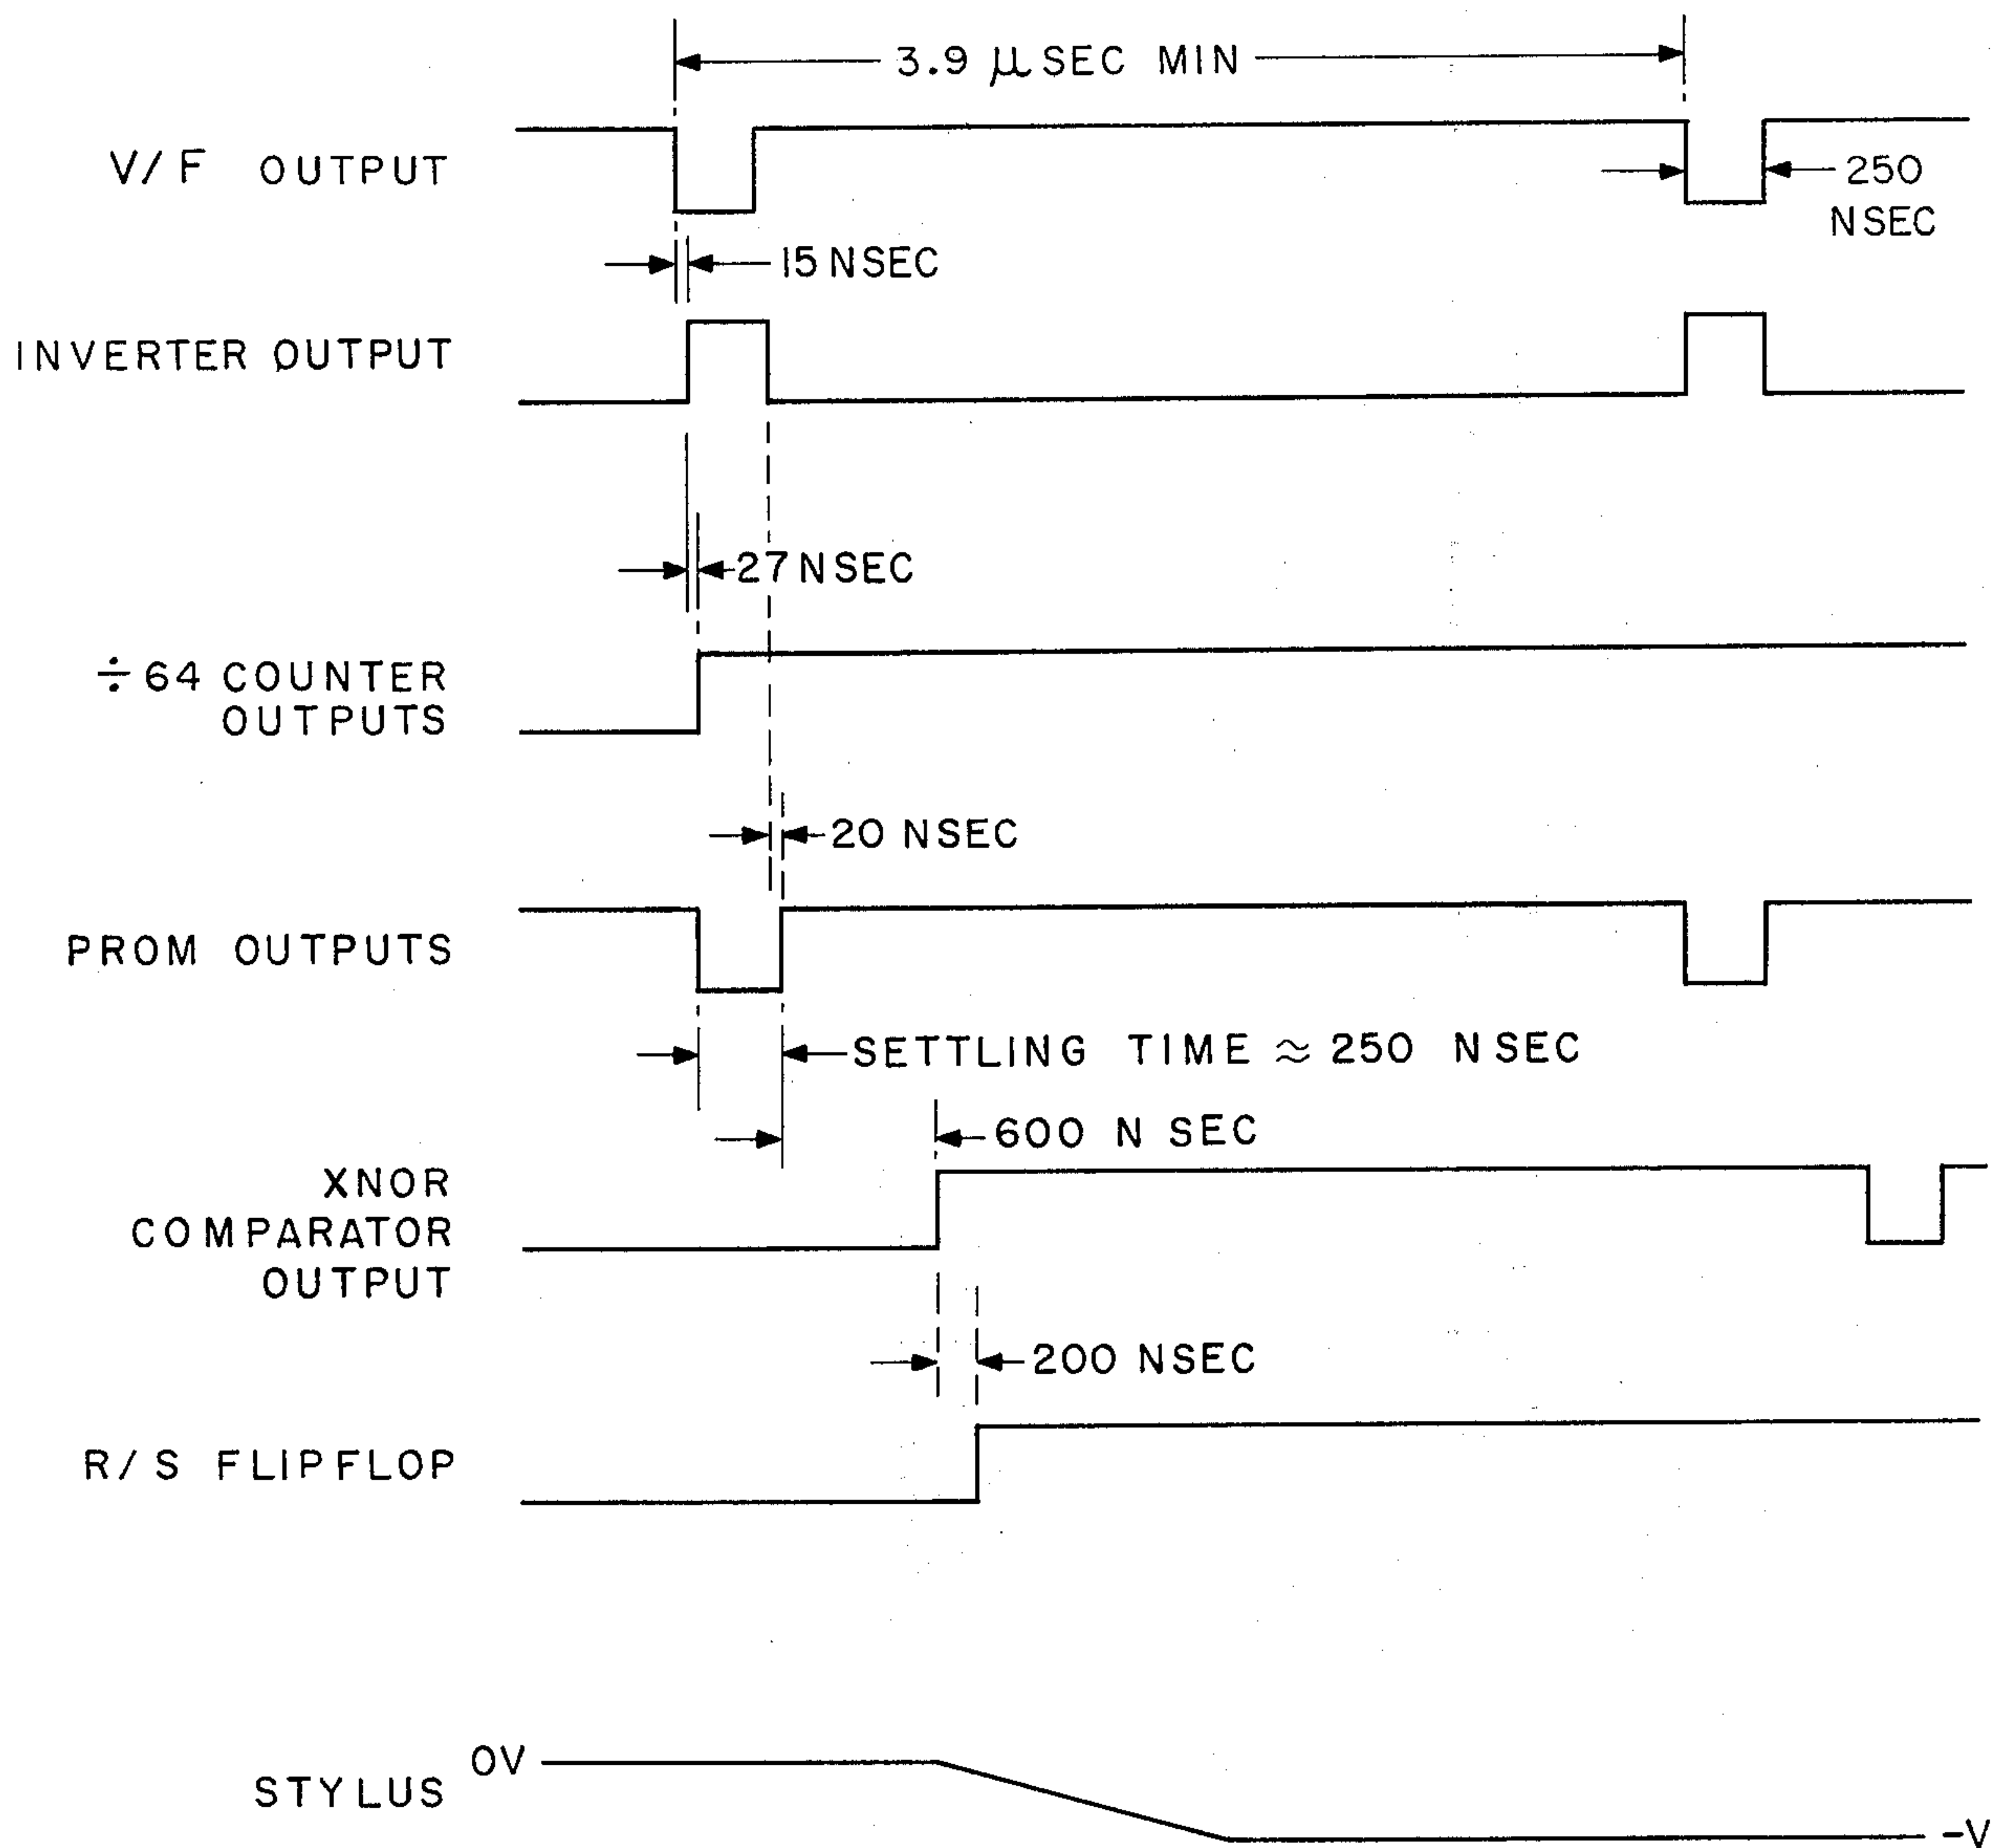 3.9 μSEC MIN
V/F OUTPUT
250
NSEC
15 NSEC
INVERTER OUTPUT
27 NSEC
÷64 COUNTER
OUTPUTS
20 NSEC
PROM OUTPUTS
SETTLING TIME ≈ 250 NSEC
600 N SEC
XNOR
COMPARATOR
OUTPUT
200 NSEC
R/S FLIPFLOP
0V
STYLUS
-V